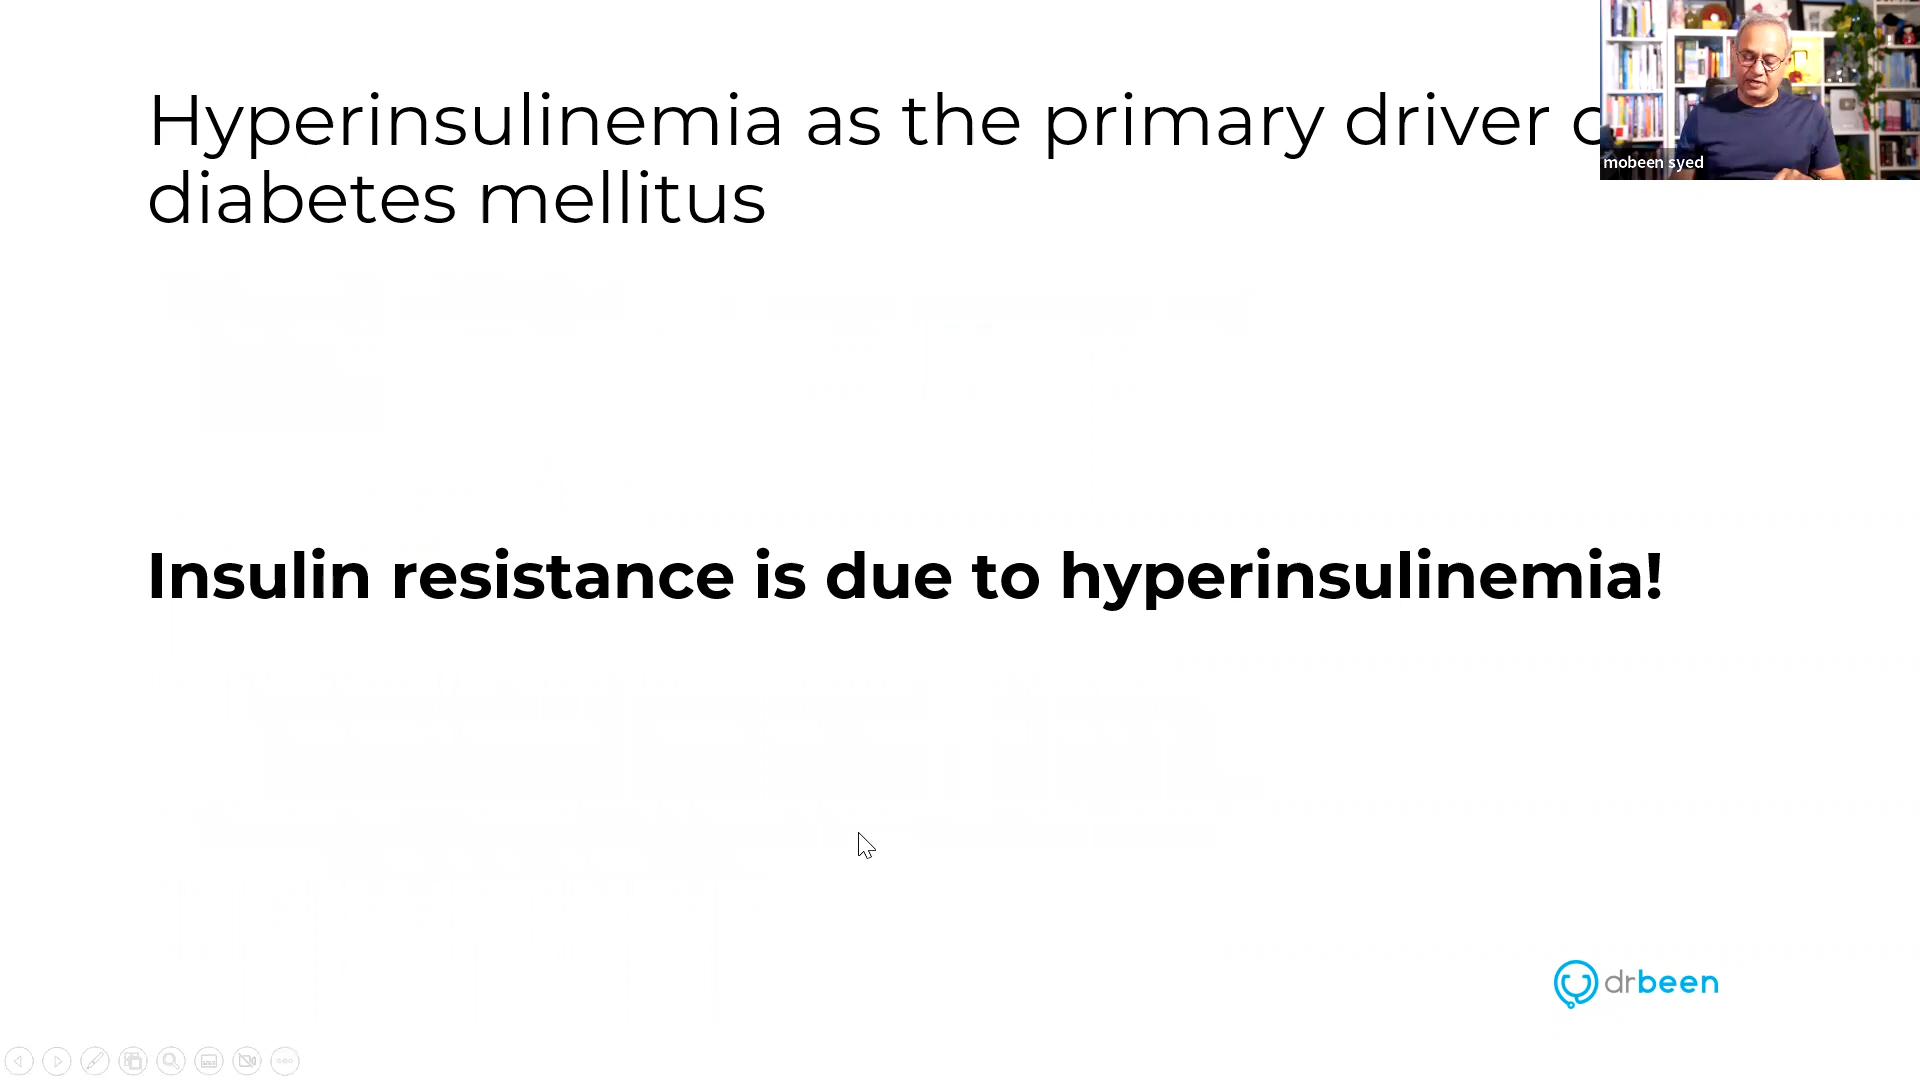 Hyperinsulinemia as the primary driver
diabetes mellitus
mobeen syed
Insulin resistance is due to hyperinsulinemia!
drbeen